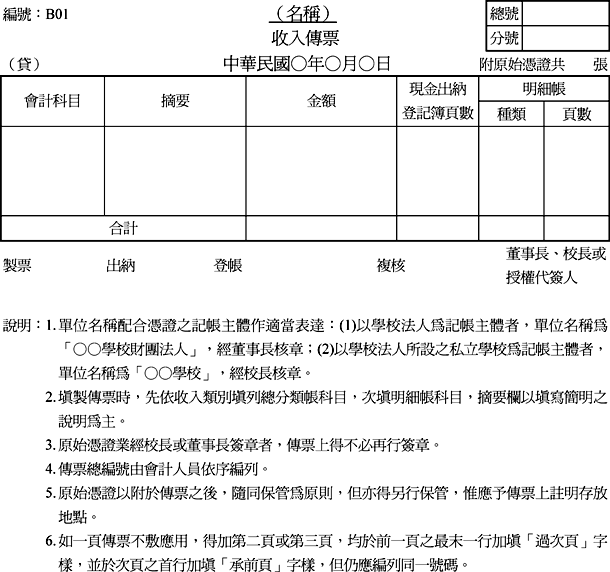 編號：B01
（名稱）
總號
收入傳票
分號
（貸）
中華民國○年○月○日
附原始憑證共　　張
會計科目
摘要
金額
現金出納
登記簿頁數
明細帳
種類
頁數
合計
製票
出納
登帳
複核
董事長、校長或
授權代簽人
說明：1.單位名稱配合憑證之記帳主體作適當表達：(1)以學校法人為記帳主體者，單位名稱為
「○○學校財團法人」，經董事長核章；(2)以學校法人所設之私立學校為記帳主體者，
單位名稱為「○○學校」，經校長核章。
2.填製傳票時，先依收入類別填列總分類帳科目，次填明細帳科目，摘要欄以填寫簡明之
說明為主。
3.原始憑證業經校長或董事長簽章者，傳票上得不必再行簽章。
4.傳票總編號由會計人員依序編列。
5.原始憑證以附於傳票之後，隨同保管為原則，但亦得另行保管，惟應予傳票上註明存放
地點。
6.如一頁傳票不敷應用，得加第二頁或第三頁，均於前一頁之最末一行加填「過次頁」字
樣，並於次頁之首行加填「承前頁」字樣，但仍應編列同一號碼。